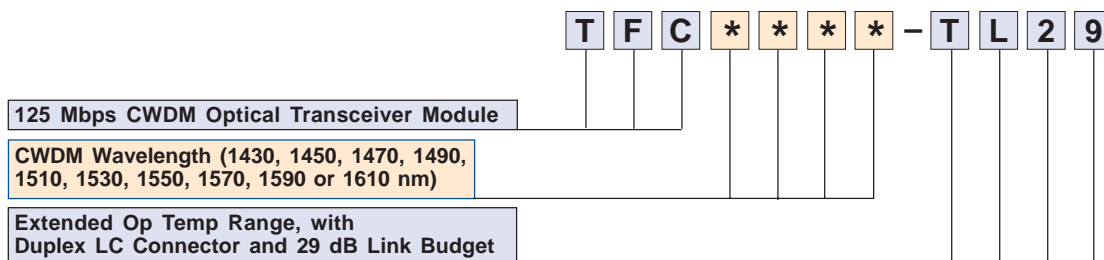 T F C * * * * – T L 2 9
125 Mbps CWDM Optical Transceiver Module
CWDM Wavelength (1430, 1450, 1470, 1490,
1510, 1530, 1550, 1570, 1590 or 1610 nm)
Extended Op Temp Range, with
Duplex LC Connector and 29 dB Link Budget